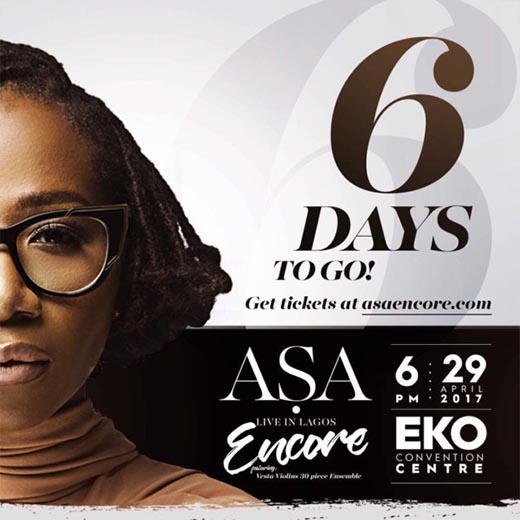 6
DAYS
TO GO!
Get tickets at asaencore.com
AṢA
LIVE IN LAGOS
Encore
featuring:
Vesta Violins 30 piece Ensemble
6 PM : 29 APRIL 2017
EKO
CONVENTION
CENTRE